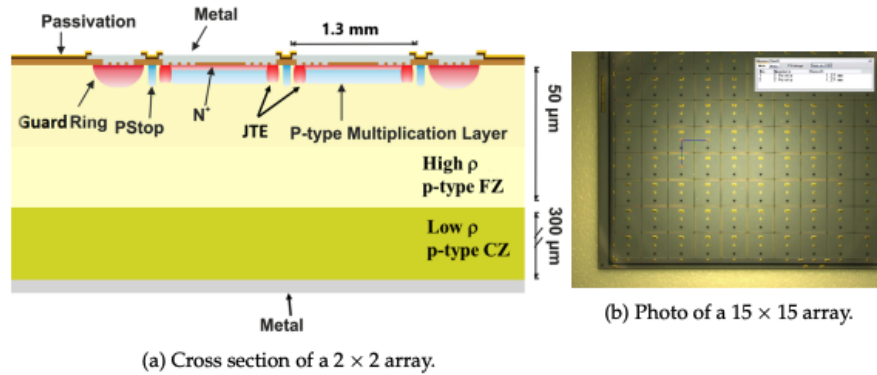 Passivation
Metal
1.3 mm
50 μm
Guard Ring
PStop
N+
JTE
P-type Multiplication Layer
High ρ
p-type FZ
300 μm
Low ρ
p-type CZ
Metal
(a) Cross section of a 2 × 2 array.
(b) Photo of a 15 × 15 array.